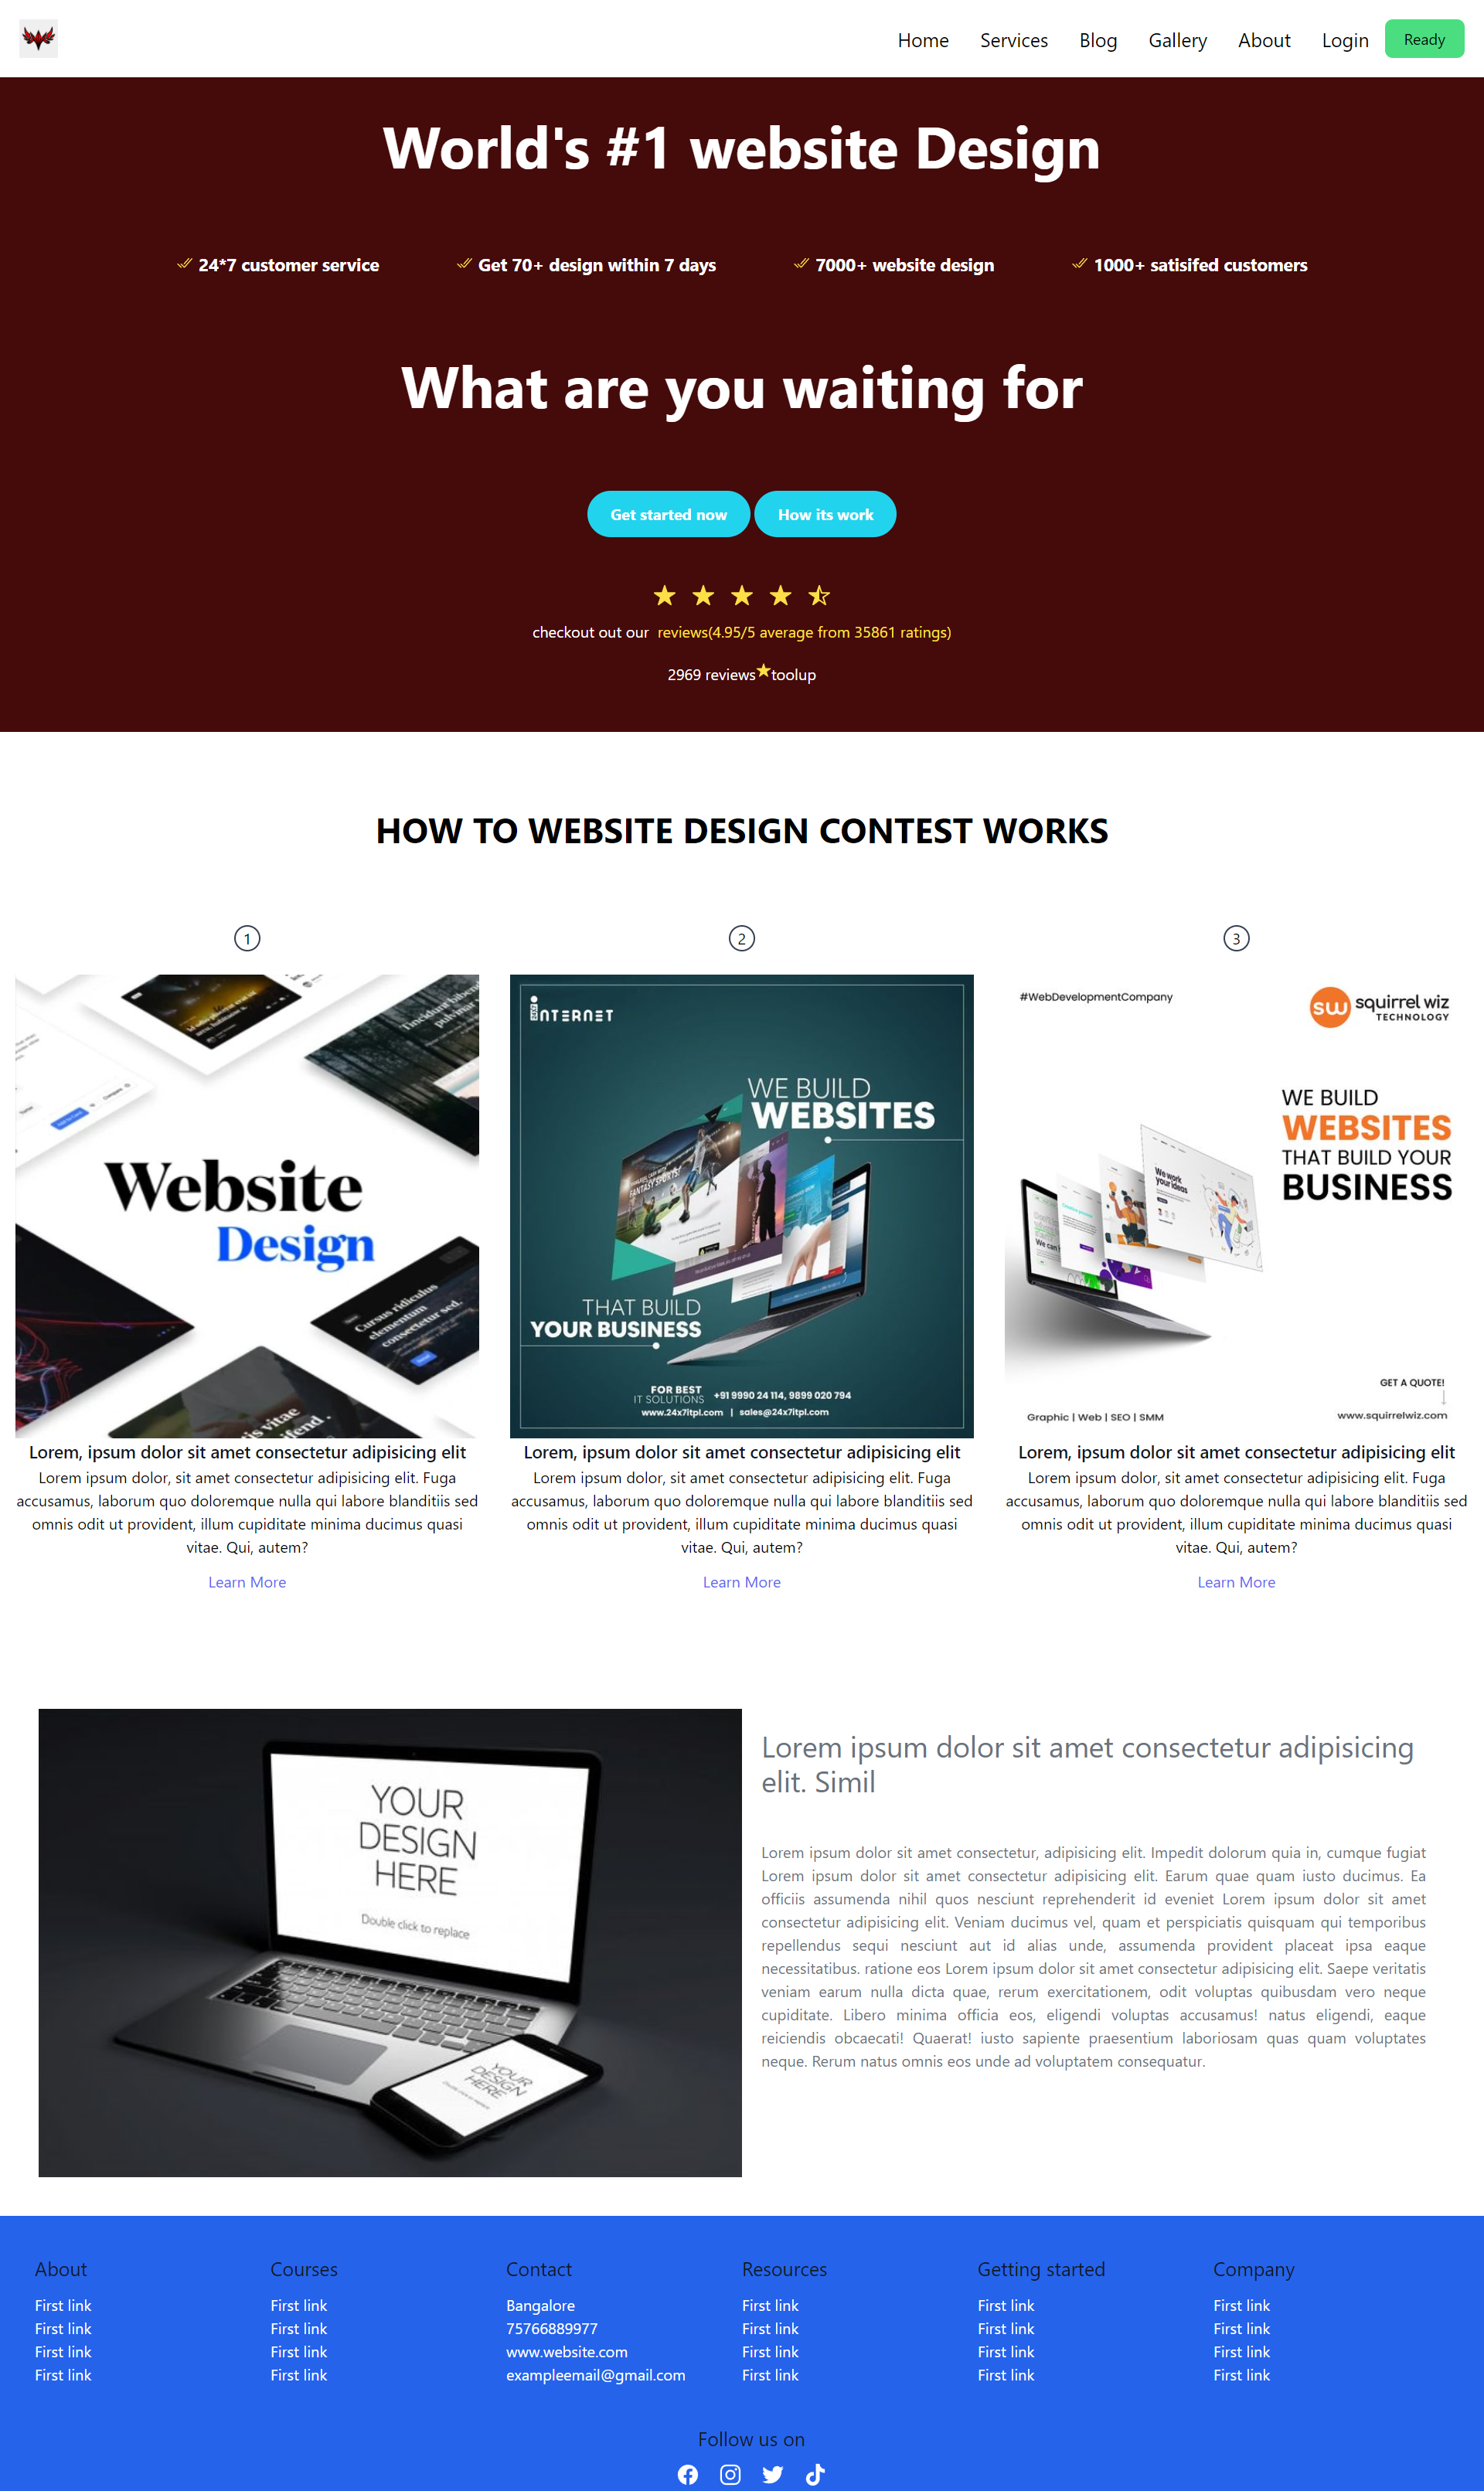 Home Services Blog Gallery About Login Ready
World's #1 website Design
24*7 customer service
Get 70+ design within 7 days
7000+ website design
1000+ satisifed customers
What are you waiting for
Get started now
How its work
checkout out our reviews(4.95/5 average from 35861 ratings)
2969 reviews toolup
HOW TO WEBSITE DESIGN CONTEST WORKS
1
Website
Design
Tincidunt bibendum
pulvinar
Cursus ridiculus
elementum
consectetur sed.
vitae
Lorem, ipsum dolor sit amet consectetur adipisicing elit
Lorem ipsum dolor, sit amet consectetur adipisicing elit. Fuga
accusamus, laborum quo doloremque nulla qui labore blanditiis sed
omnis odit ut provident, illum cupiditate minima ducimus quasi
vitae. Qui, autem?
Learn More
2
INTERNET
WE BUILD
WEBSITES
FANTASY SPORTS!
THAT BUILD
YOUR BUSINESS
FOR BEST
IT SOLUTIONS
+91 9990 24 114, 9899 020 794
www.24x7itpl.com | sales@24x7itpl.com
Lorem, ipsum dolor sit amet consectetur adipisicing elit
Lorem ipsum dolor, sit amet consectetur adipisicing elit. Fuga
accusamus, laborum quo doloremque nulla qui labore blanditiis sed
omnis odit ut provident, illum cupiditate minima ducimus quasi
vitae. Qui, autem?
Learn More
3
#WebDevelopmentCompany
sw squirrel wiz
TECHNOLOGY
WE BUILD
WEBSITES
THAT BUILD YOUR
BUSINESS
We work
your ideas
GET A QUOTE!
Graphic | Web | SEO | SMM
www.squirrelwiz.com
Lorem, ipsum dolor sit amet consectetur adipisicing elit
Lorem ipsum dolor, sit amet consectetur adipisicing elit. Fuga
accusamus, laborum quo doloremque nulla qui labore blanditiis sed
omnis odit ut provident, illum cupiditate minima ducimus quasi
vitae. Qui, autem?
Learn More
YOUR
DESIGN
HERE
Double click to replace
YOUR
DESIGN
HERE
Lorem ipsum dolor sit amet consectetur adipisicing
elit. Simil
Lorem ipsum dolor sit amet consectetur, adipisicing elit. Impedit dolorum quia in, cumque fugiat
Lorem ipsum dolor sit amet consectetur adipisicing elit. Earum quae quam iusto ducimus. Ea
officiis assumenda nihil quos nesciunt reprehenderit id eveniet Lorem ipsum dolor sit amet
consectetur adipisicing elit. Veniam ducimus vel, quam et perspiciatis quisquam qui temporibus
repellendus sequi nesciunt aut id alias unde, assumenda provident placeat ipsa eaque
necessitatibus. ratione eos Lorem ipsum dolor sit amet consectetur adipisicing elit. Saepe veritatis
veniam earum nulla dicta quae, rerum exercitationem, odit voluptas quibusdam vero neque
cupiditate. Libero minima officia eos, eligendi voluptas accusamus! natus eligendi, eaque
reiciendis obcaecati! Quaerat! iusto sapiente praesentium laboriosam quas quam voluptates
neque. Rerum natus omnis eos unde ad voluptatem consequatur.
About
First link
First link
First link
First link
Courses
First link
First link
First link
First link
Contact
Bangalore
75766889977
www.website.com
exampleemail@gmail.com
Resources
First link
First link
First link
First link
Getting started
First link
First link
First link
First link
Company
First link
First link
First link
First link
Follow us on